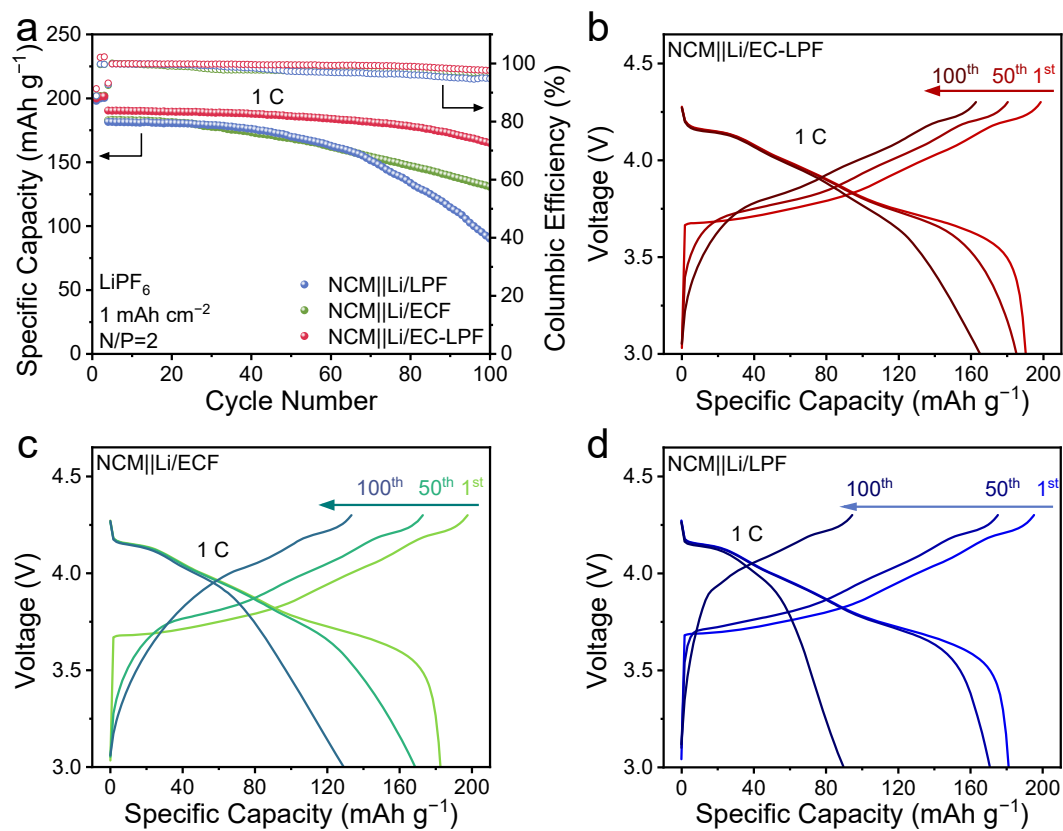 a
Specific Capacity (mAh g⁻¹)
250
200
150
100
50
0
1 C
LiPF₆
1 mAh cm⁻²
N/P=2
NCM||Li/LPF
NCM||Li/ECF
NCM||Li/EC-LPF
100
80
60
40
20
0
Columbic Efficiency (%)
0 20 40 60 80 100
Cycle Number
b
NCM||Li/EC-LPF
100ᵗʰ 50ᵗʰ 1ˢᵗ
1 C
Voltage (V)
4.5
4.0
3.5
3.0
0 40 80 120 160 200
Specific Capacity (mAh g⁻¹)
c
NCM||Li/ECF
100ᵗʰ 50ᵗʰ 1ˢᵗ
1 C
Voltage (V)
4.5
4.0
3.5
3.0
0 40 80 120 160 200
Specific Capacity (mAh g⁻¹)
d
NCM||Li/LPF
100ᵗʰ 50ᵗʰ 1ˢᵗ
1 C
Voltage (V)
4.5
4.0
3.5
3.0
0 40 80 120 160 200
Specific Capacity (mAh g⁻¹)